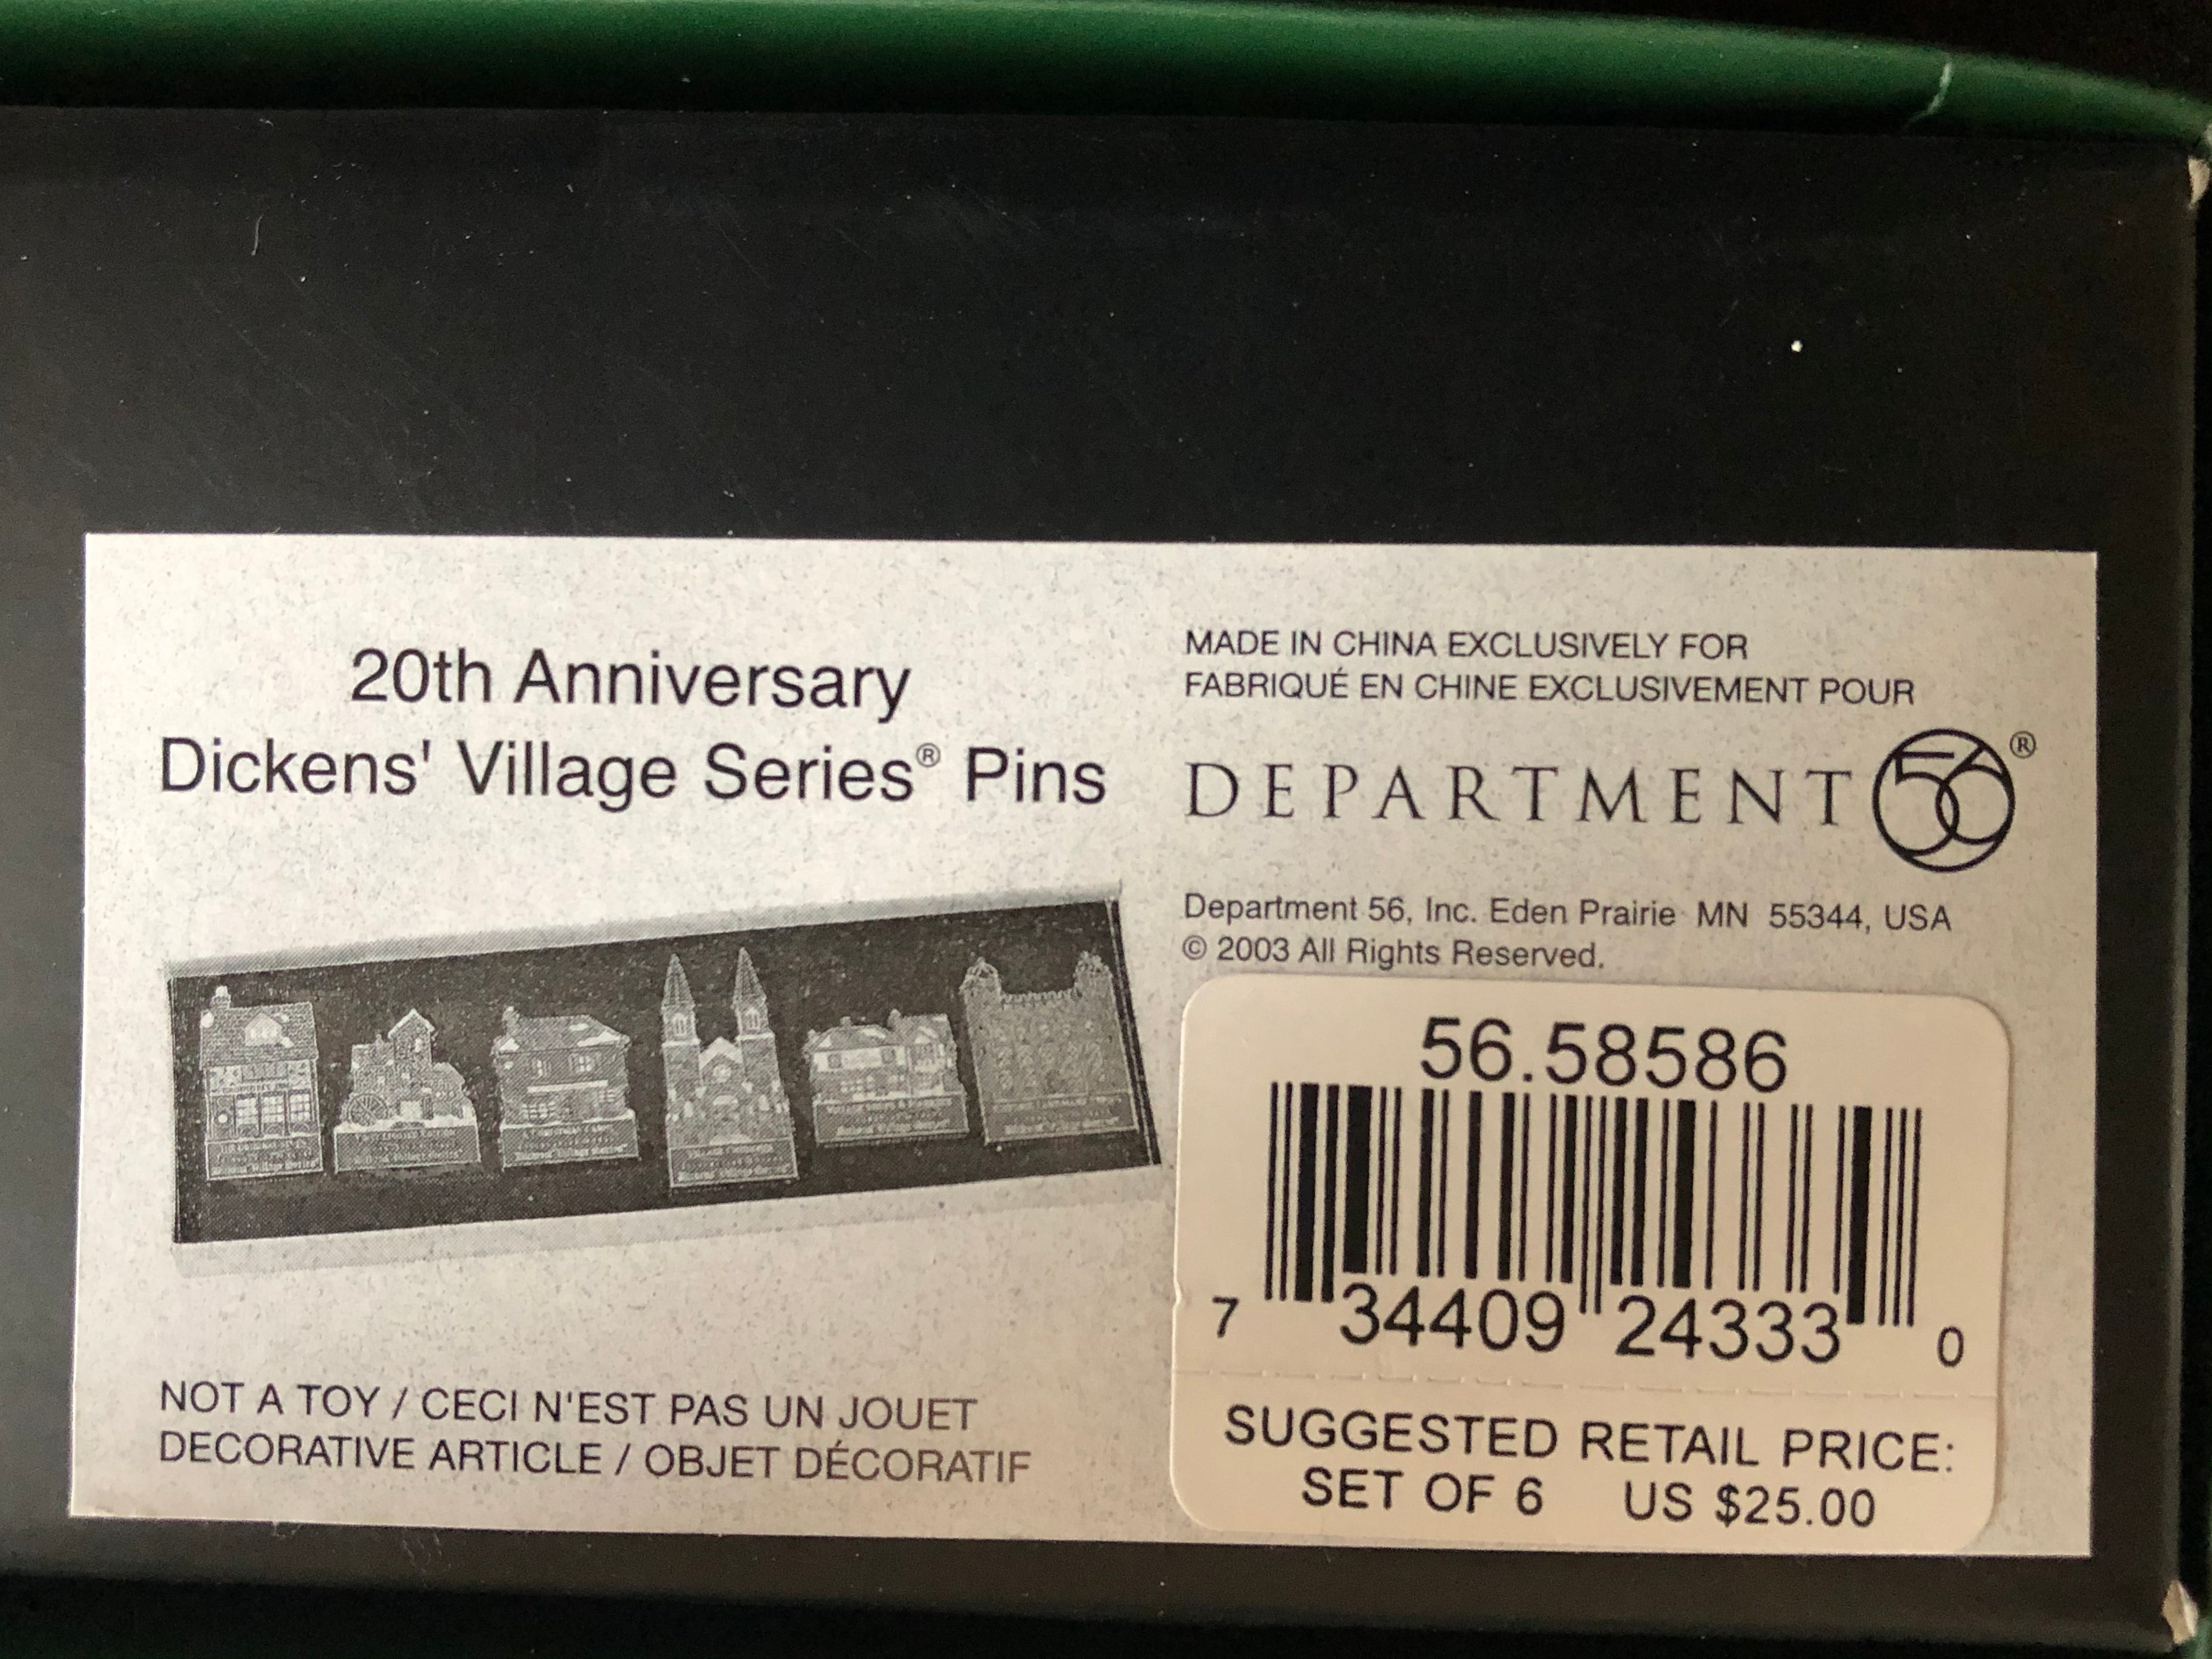 20th Anniversary
Dickens' Village Series® Pins
NOT A TOY / CECI N'EST PAS UN JOUET
DECORATIVE ARTICLE / OBJET DÉCORATIF
MADE IN CHINA EXCLUSIVELY FOR
FABRIQUÉ EN CHINE EXCLUSIVEMENT POUR
DEPARTMENT 56®
Department 56, Inc. Eden Prairie MN 55344, USA
© 2003 All Rights Reserved.
56.58586
7 34409 24333 0
SUGGESTED RETAIL PRICE:
SET OF 6 US $25.00